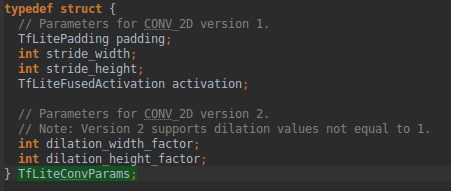 typedef struct {
// Parameters for CONV_2D version 1.
TfLitePadding padding;
int stride_width;
int stride_height;
TfLiteFusedActivation activation;
// Parameters for CONV_2D version 2.
// Note: Version 2 supports dilation values not equal to 1.
int dilation_width_factor;
int dilation_height_factor;
} TfLiteConvParams;